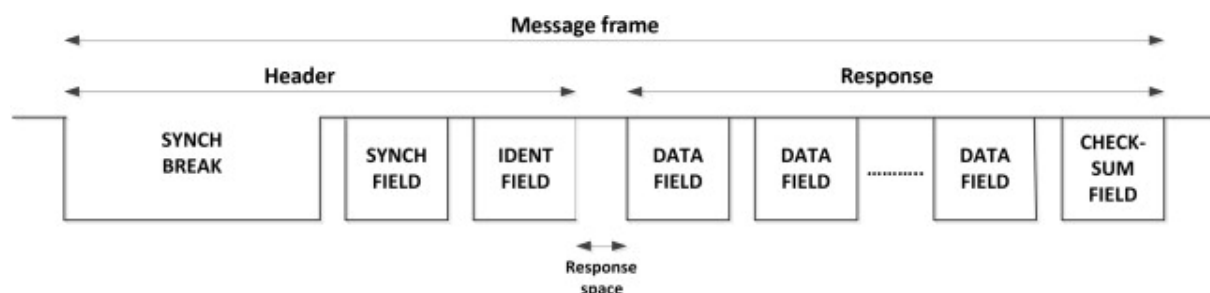 Message frame
Header
Response
SYNCH
BREAK
SYNCH
FIELD
IDENT
FIELD
DATA
FIELD
DATA
FIELD
...........
DATA
FIELD
CHECK-
SUM
FIELD
Response
space